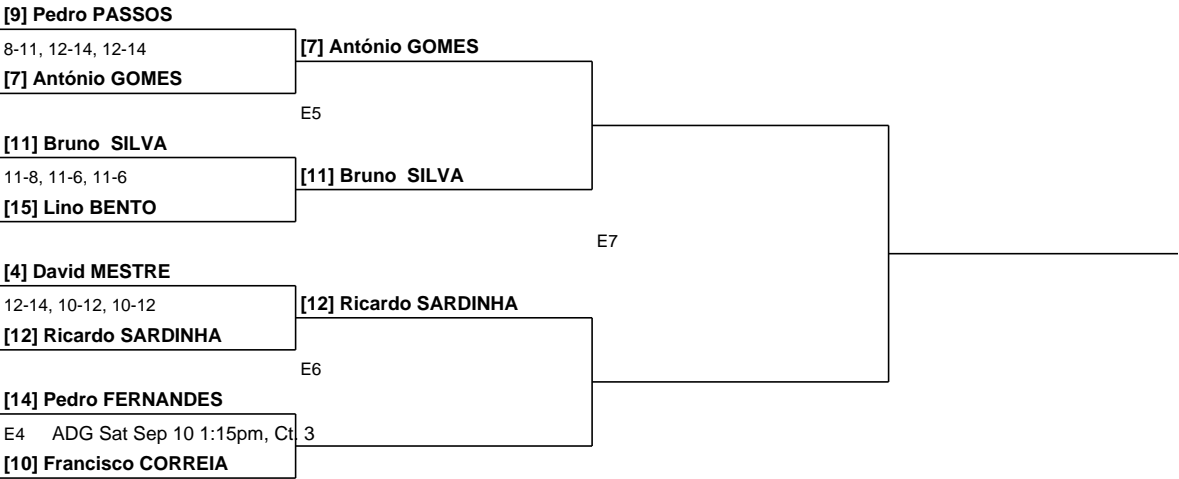 [9] Pedro PASSOS
8-11, 12-14, 12-14
[7] António GOMES
[7] António GOMES
E5
[11] Bruno  SILVA
11-8, 11-6, 11-6
[11] Bruno  SILVA
[15] Lino BENTO
E7
[4] David MESTRE
12-14, 10-12, 10-12
[12] Ricardo SARDINHA
[12] Ricardo SARDINHA
E6
[14] Pedro FERNANDES
E4 ADG Sat Sep 10 1:15pm, Ct. 3
[10] Francisco CORREIA